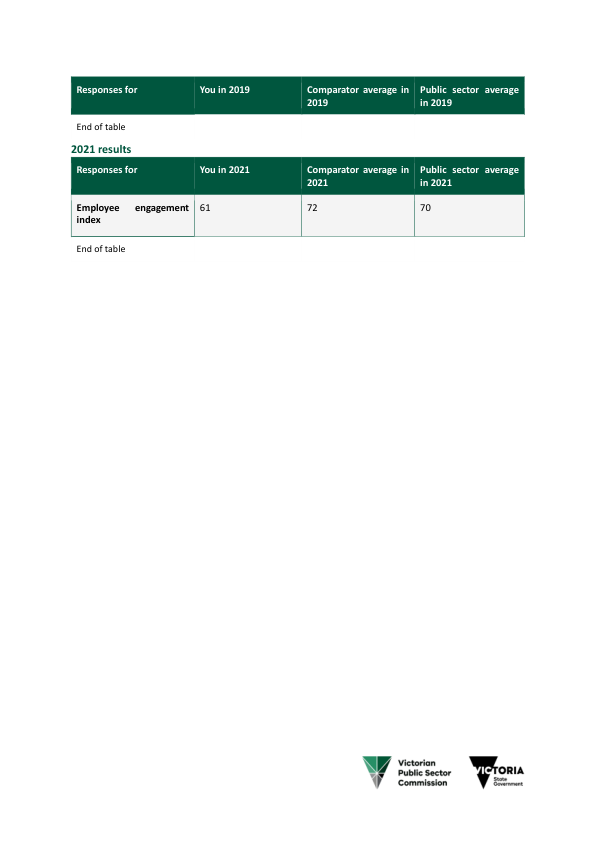 Responses for You in 2019 Comparator average in Public sector average
2019 in 2019
End of table
2021 results
Responses for You in 2021 Comparator average in Public sector average
2021 in 2021
Employee engagement 61 72 70
index
End of table
Victorian
Public Sector
Commission
VICTORIA
State
Government